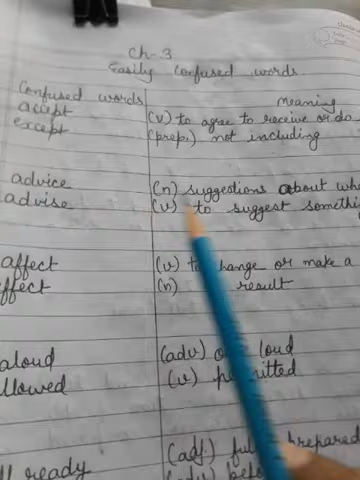 Ch-3
Easily confused words
Confused words Meaning
accept (v) to agree to receive or do
except (prep.) not including
advice (n) suggestions about
advise (v) to suggest
affect (v) to change or make a
effect (n) result
aloud (adv) loud
allowed (v)
ready (adj.) prepared